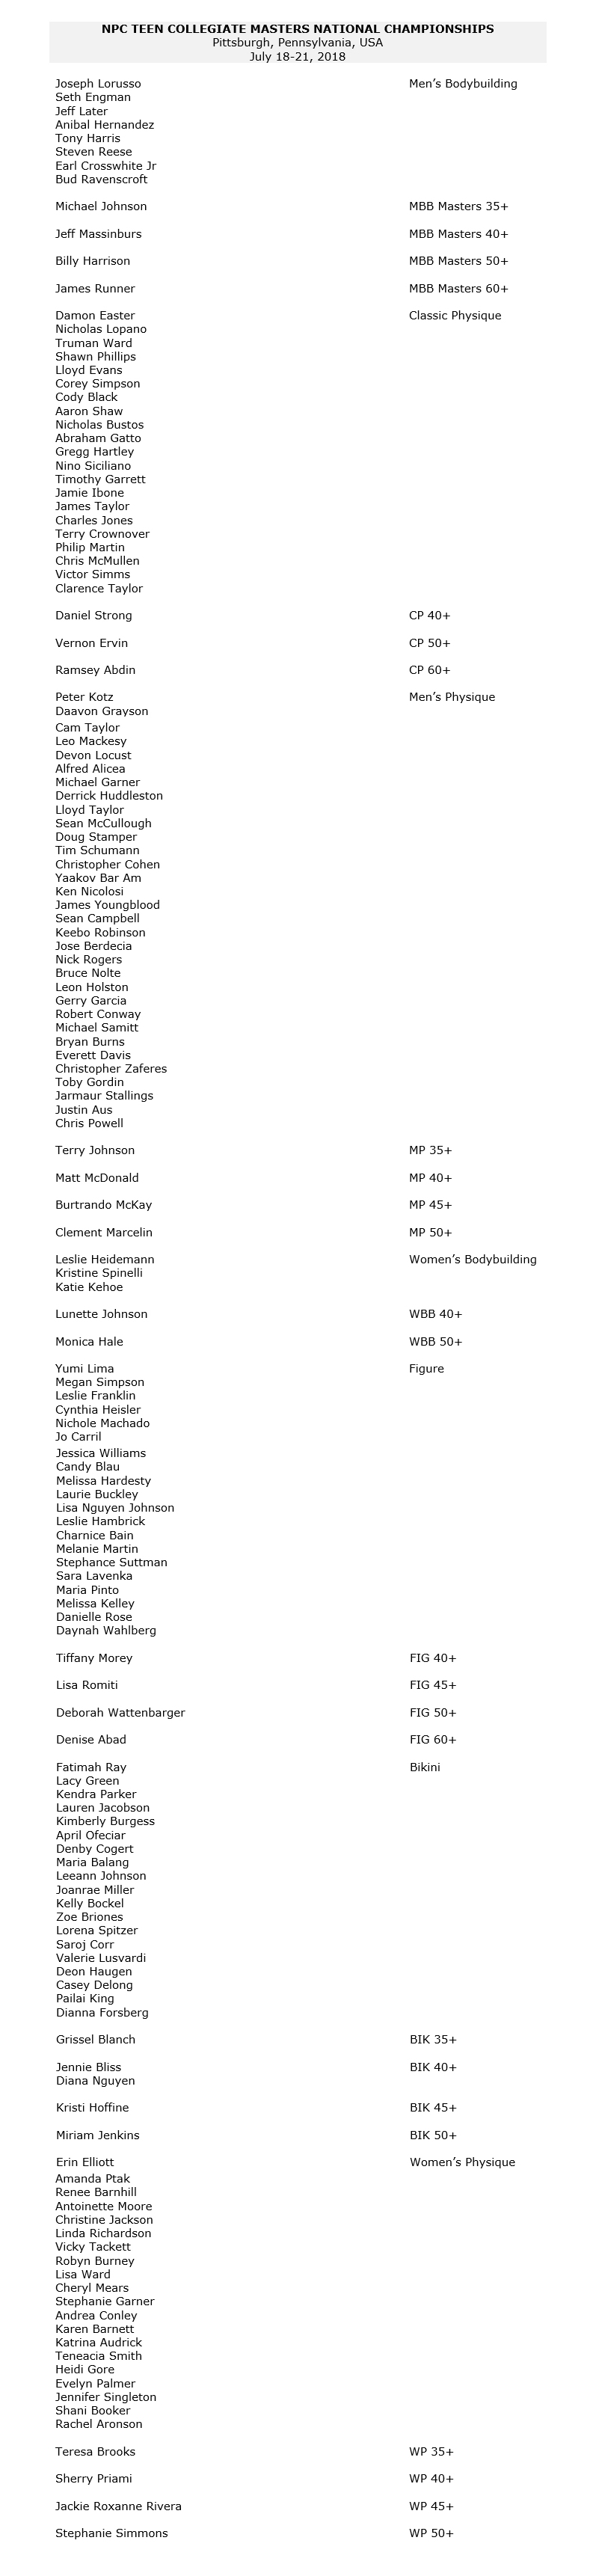 NPC TEEN COLLEGIATE MASTERS NATIONAL CHAMPIONSHIPS
Pittsburgh, Pennsylvania, USA
July 18-21, 2018
Joseph Lorusso Men’s Bodybuilding
Seth Engman
Jeff Later
Anibal Hernandez
Tony Harris
Steven Reese
Earl Crosswhite Jr
Bud Ravenscroft
Michael Johnson MBB Masters 35+
Jeff Massinburs MBB Masters 40+
Billy Harrison MBB Masters 50+
James Runner MBB Masters 60+
Damon Easter Classic Physique
Nicholas Lopano
Truman Ward
Shawn Phillips
Lloyd Evans
Corey Simpson
Cody Black
Aaron Shaw
Nicholas Bustos
Abraham Gatto
Gregg Hartley
Nino Siciliano
Timothy Garrett
Jamie Ibone
James Taylor
Charles Jones
Terry Crownover
Philip Martin
Chris McMullen
Victor Simms
Clarence Taylor
Daniel Strong CP 40+
Vernon Ervin CP 50+
Ramsey Abdin CP 60+
Peter Kotz Men’s Physique
Daavon Grayson
Cam Taylor
Leo Mackesy
Devon Locust
Alfred Alicea
Michael Garner
Derrick Huddleston
Lloyd Taylor
Sean McCullough
Doug Stamper
Tim Schumann
Christopher Cohen
Yaakov Bar Am
Ken Nicolosi
James Youngblood
Sean Campbell
Keebo Robinson
Jose Berdecia
Nick Rogers
Bruce Nolte
Leon Holston
Gerry Garcia
Robert Conway
Michael Samitt
Bryan Burns
Everett Davis
Christopher Zaferes
Toby Gordin
Jarmaur Stallings
Justin Aus
Chris Powell
Terry Johnson MP 35+
Matt McDonald MP 40+
Burtrando McKay MP 45+
Clement Marcelin MP 50+
Leslie Heidemann Women’s Bodybuilding
Kristine Spinelli
Katie Kehoe
Lunette Johnson WBB 40+
Monica Hale WBB 50+
Yumi Lima Figure
Megan Simpson
Leslie Franklin
Cynthia Heisler
Nichole Machado
Jo Carril
Jessica Williams
Candy Blau
Melissa Hardesty
Laurie Buckley
Lisa Nguyen Johnson
Leslie Hambrick
Charnice Bain
Melanie Martin
Stephance Suttman
Sara Lavenka
Maria Pinto
Melissa Kelley
Danielle Rose
Daynah Wahlberg
Tiffany Morey FIG 40+
Lisa Romiti FIG 45+
Deborah Wattenbarger FIG 50+
Denise Abad FIG 60+
Fatimah Ray Bikini
Lacy Green
Kendra Parker
Lauren Jacobson
Kimberly Burgess
April Ofeciar
Denby Cogert
Maria Balang
Leeann Johnson
Joanrae Miller
Kelly Bockel
Zoe Briones
Lorena Spitzer
Saroj Corr
Valerie Lusvardi
Deon Haugen
Casey Delong
Pailai King
Dianna Forsberg
Grissel Blanch BIK 35+
Jennie Bliss BIK 40+
Diana Nguyen
Kristi Hoffine BIK 45+
Miriam Jenkins BIK 50+
Erin Elliott Women’s Physique
Amanda Ptak
Renee Barnhill
Antoinette Moore
Christine Jackson
Linda Richardson
Vicky Tackett
Robyn Burney
Lisa Ward
Cheryl Mears
Stephanie Garner
Andrea Conley
Karen Barnett
Katrina Audrick
Teneacia Smith
Heidi Gore
Evelyn Palmer
Jennifer Singleton
Shani Booker
Rachel Aronson
Teresa Brooks WP 35+
Sherry Priami WP 40+
Jackie Roxanne Rivera WP 45+
Stephanie Simmons WP 50+